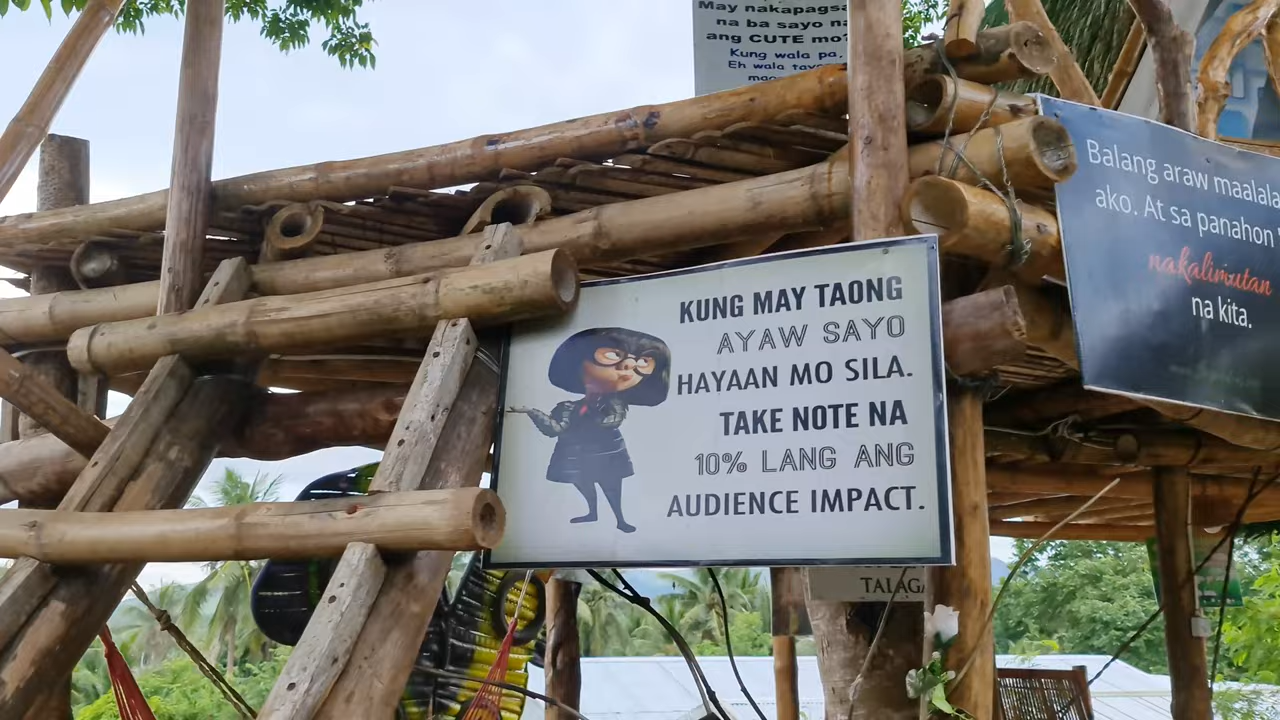 May nakapagsa
na ba sayo na
ang CUTE mo?
Kung wala pa.
Eh wala
KUNG MAY TAONG
AYAW SAYO
HAYAAN MO SILA.
TAKE NOTE NA
10% LANG ANG
AUDIENCE IMPACT.
Balang araw maalala
ako. At sa panahon
nakalimutan
na kita.
TALAGA